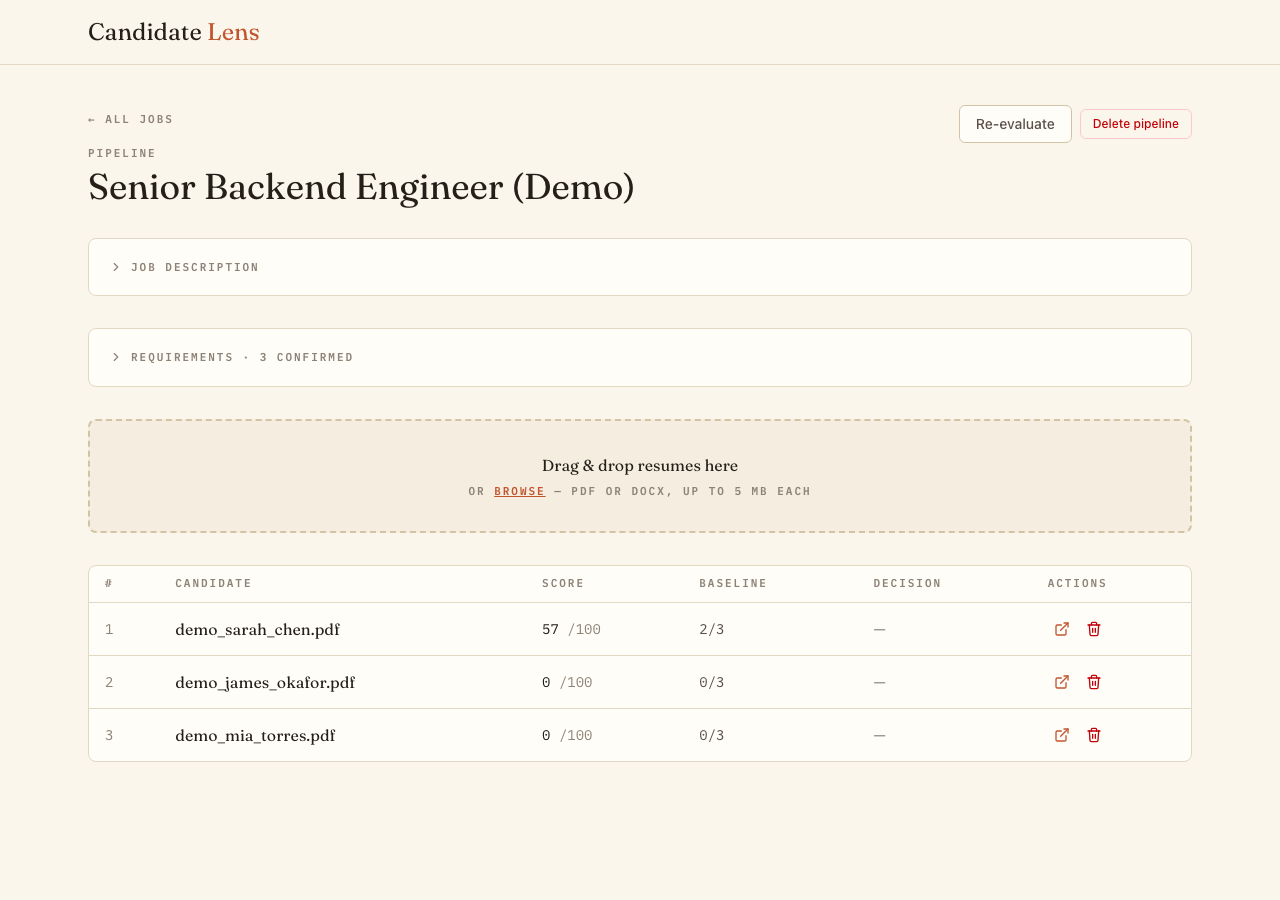 Candidate Lens
← ALL JOBS
Re-evaluate
Delete pipeline
PIPELINE
Senior Backend Engineer (Demo)
JOB DESCRIPTION
REQUIREMENTS · 3 CONFIRMED
Drag & drop resumes here
OR BROWSE — PDF OR DOCX, UP TO 5 MB EACH
# CANDIDATE SCORE BASELINE DECISION ACTIONS
1 demo_sarah_chen.pdf 57 /100 2/3 —
2 demo_james_okafor.pdf 0 /100 0/3 —
3 demo_mia_torres.pdf 0 /100 0/3 —